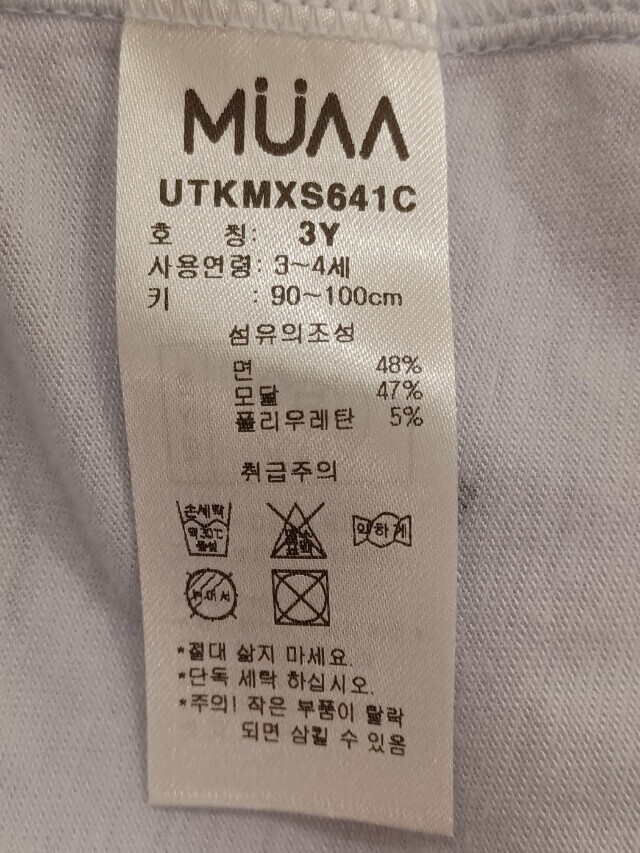 MÜAA
UTKMXS641C
호 칭: 3Y
사용연령: 3~4세
키 : 90~100cm
섬유의조성
면 48%
모달 47%
폴리우레탄 5%
취급주의
손세탁
약30℃
중성
염소
표백
약하게
*절대 삶지 마세요.
*단독 세탁 하십시오.
*주의! 작은 부품이 탈락
되면 삼킬 수 있음